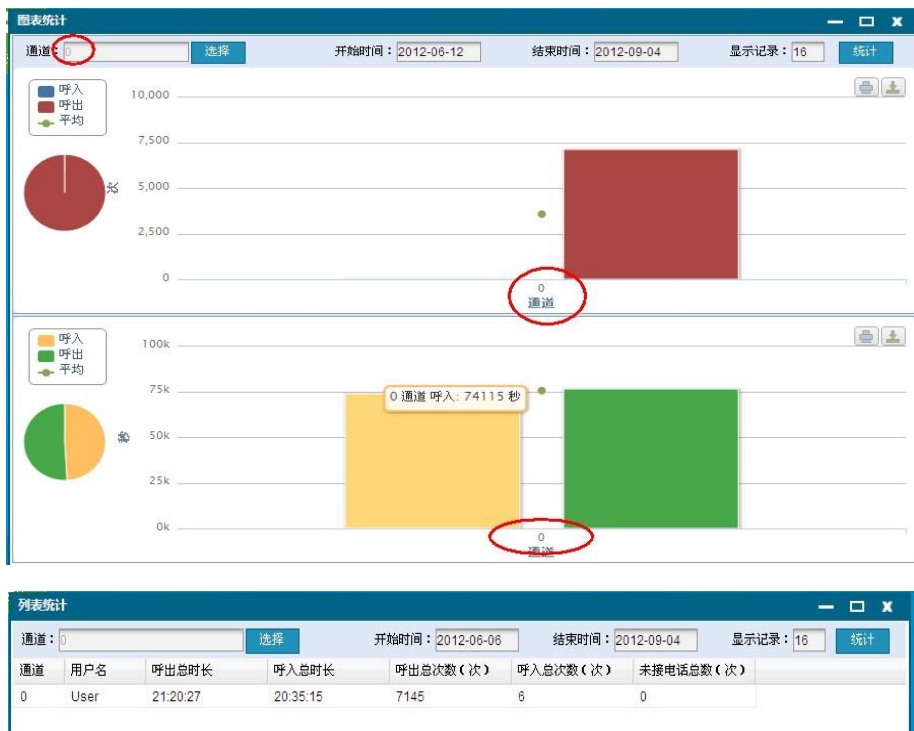 图表统计
通道：0 选择 开始时间：2012-06-12 结束时间：2012-09-04 显示记录：16 统计
呼入
呼出
平均
10,000
7,500
5,000
2,500
0
次
0
通道
呼入
呼出
平均
100k
75k
50k
25k
0k
秒
0 通道 呼入: 74115 秒
0
通道
列表统计
通道：0 选择 开始时间：2012-06-06 结束时间：2012-09-04 显示记录：16 统计
通道 用户名 呼出总时长 呼入总时长 呼出总次数(次) 呼入总次数(次) 未接电话总数(次)
0 User 21:20:27 20:35:15 7145 6 0